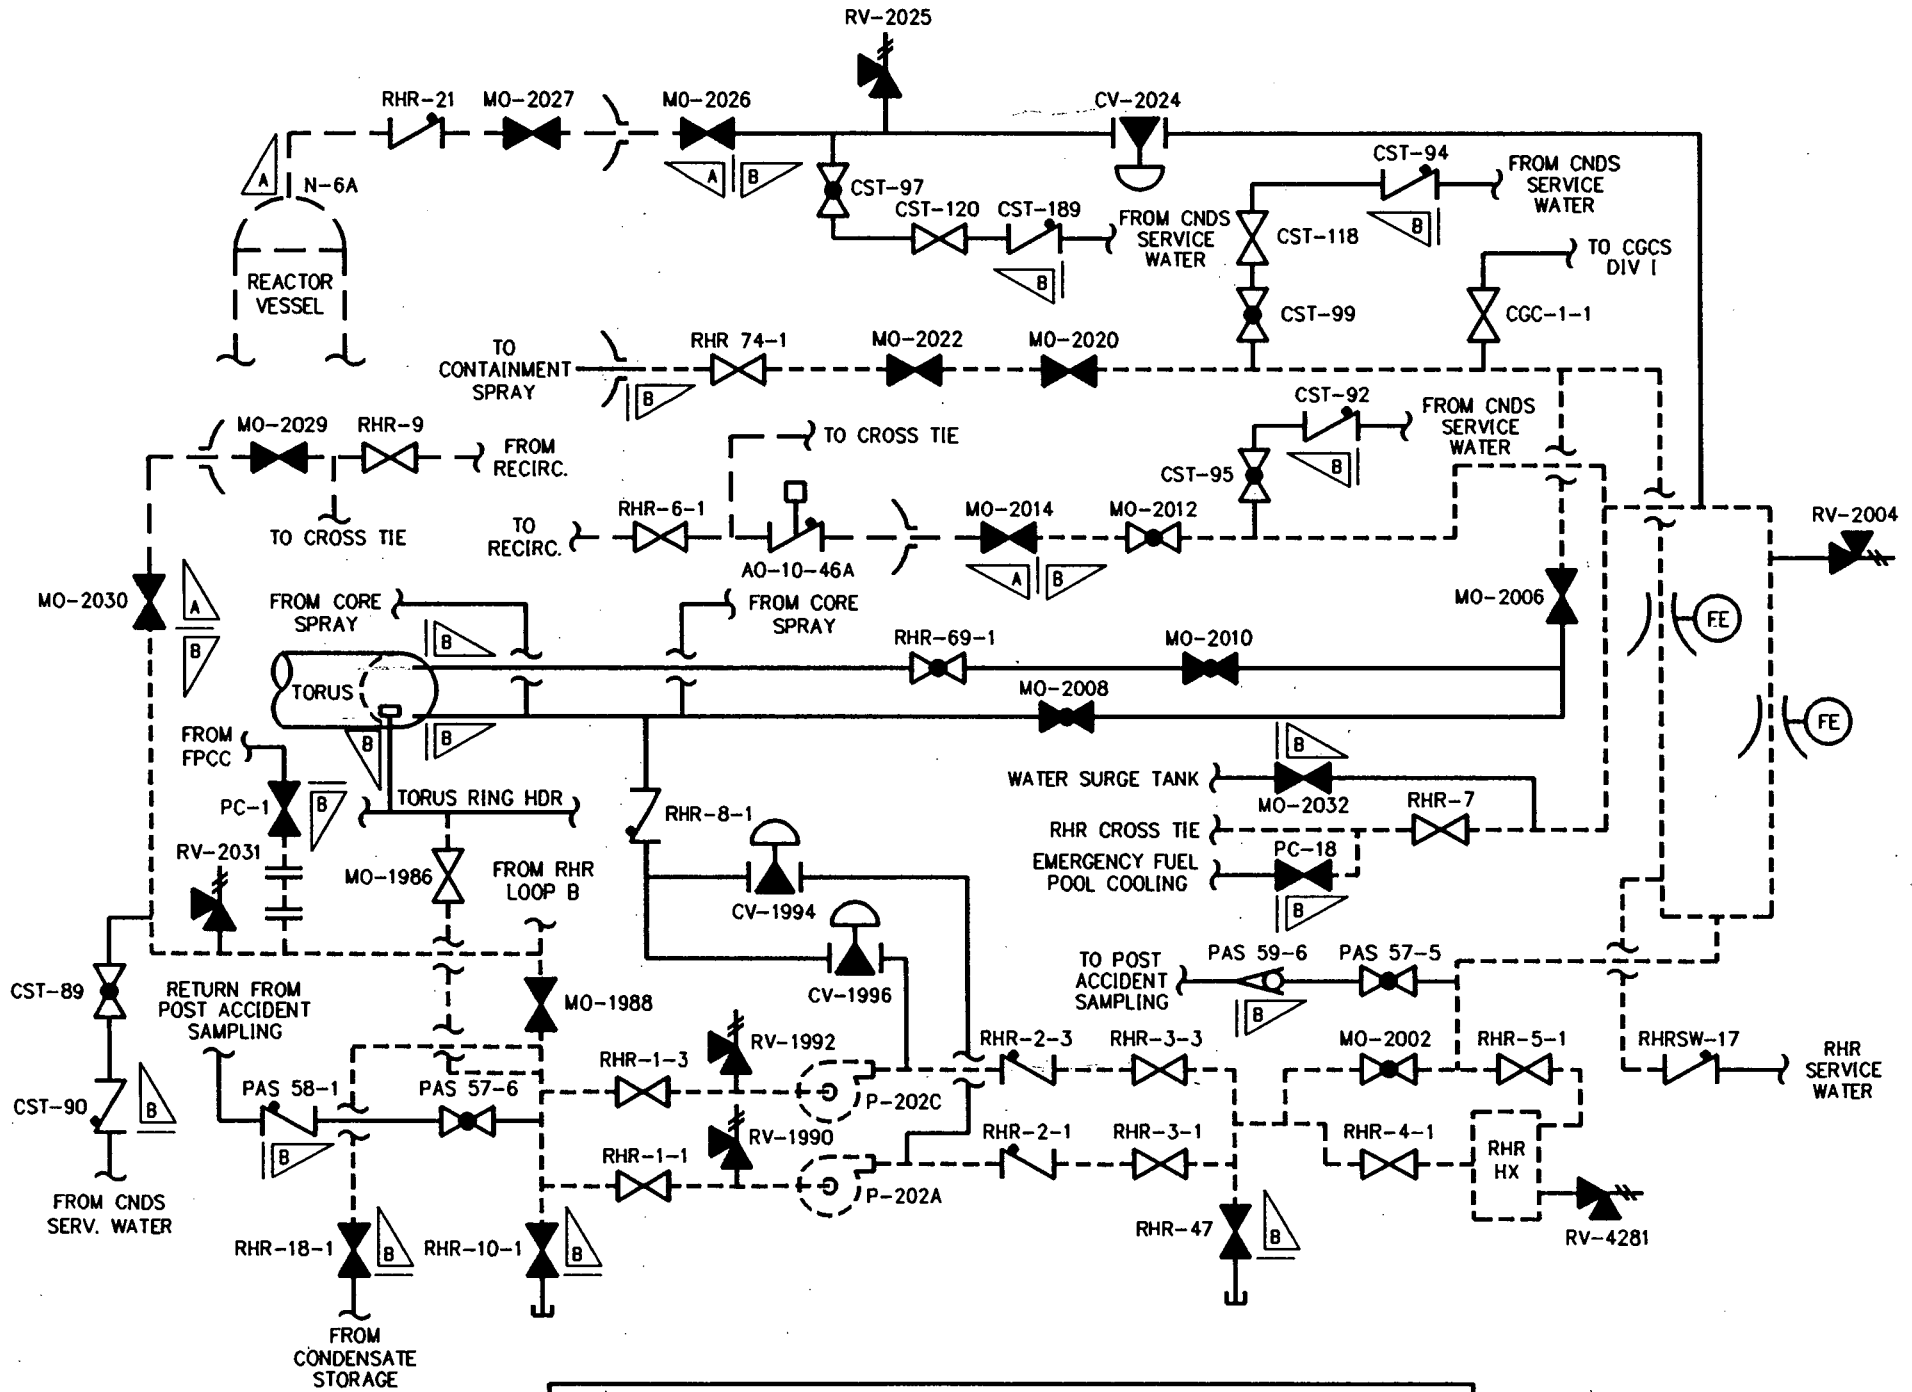 RV-2025
RHR-21
MO-2027
MO-2026
CV-2024
A
N-6A
A
B
CST-97
CST-94
FROM CNDS
SERVICE
WATER
B
CST-120
CST-189
FROM CNDS
SERVICE
WATER
CST-118
B
TO CGCS
DIV I
REACTOR
VESSEL
CST-99
CGC-1-1
TO
CONTAINMENT
SPRAY
B
RHR 74-1
MO-2022
MO-2020
CST-92
FROM CNDS
SERVICE
WATER
B
MO-2029
RHR-9
FROM
RECIRC.
TO CROSS TIE
CST-95
TO CROSS TIE
TO
RECIRC.
RHR-6-1
AO-10-46A
MO-2014
MO-2012
A
B
RV-2004
MO-2030
A
B
FROM CORE
SPRAY
B
FROM CORE
SPRAY
MO-2006
FE
RHR-69-1
MO-2010
TORUS
MO-2008
B
B
FE
FROM
FPCC
B
PC-1
B
TORUS RING HDR
RHR-8-1
WATER SURGE TANK
MO-2032
RHR-7
RHR CROSS TIE
EMERGENCY FUEL
POOL COOLING
PC-18
B
RV-2031
MO-1986
FROM RHR
LOOP B
CV-1994
CV-1996
TO POST
ACCIDENT
SAMPLING
PAS 59-6
PAS 57-5
B
CST-89
RETURN FROM
POST ACCIDENT
SAMPLING
MO-1988
RHR-1-3
RV-1992
P-202C
RHR-2-3
RHR-3-3
MO-2002
RHR-5-1
RHRSW-17
RHR
SERVICE
WATER
CST-90
B
PAS 58-1
PAS 57-6
B
RHR-1-1
RV-1990
P-202A
RHR-2-1
RHR-3-1
RHR-4-1
RHR
HX
FROM CNDS
SERV. WATER
RHR-18-1
B
RHR-10-1
B
RHR-47
B
RV-4281
FROM
CONDENSATE
STORAGE